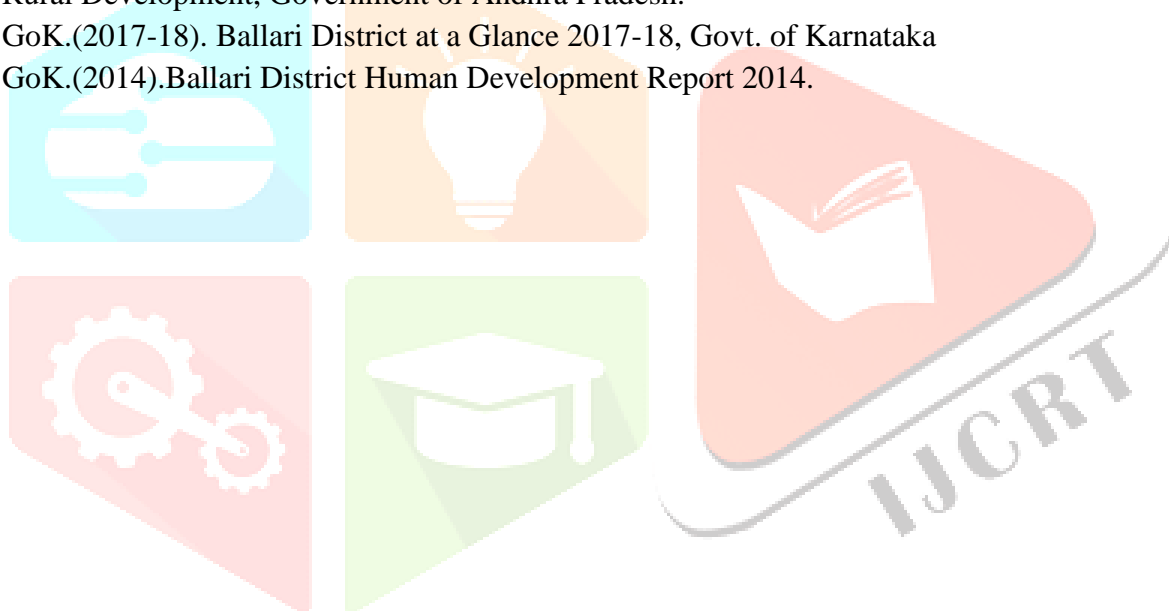 Rural Development, Government of Andhra Pradesh.
GoK.(2017-18). Ballari District at a Glance 2017-18, Govt. of Karnataka
GoK.(2014).Ballari District Human Development Report 2014.
IJCRT